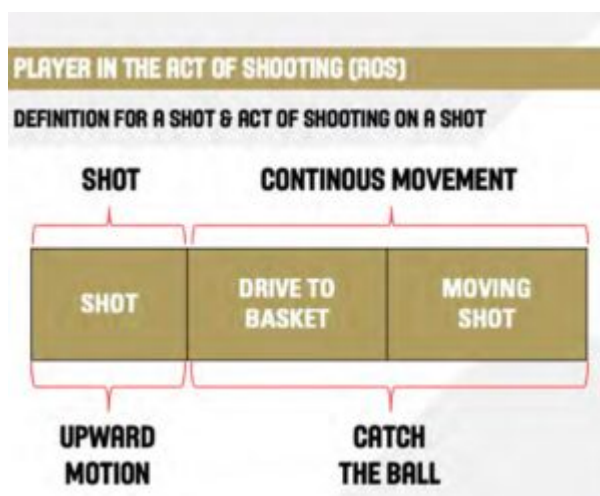 PLAYER IN THE ACT OF SHOOTING (AOS)
DEFINITION FOR A SHOT & ACT OF SHOOTING ON A SHOT
SHOT
CONTINOUS MOVEMENT
SHOT
DRIVE TO
BASKET
MOVING
SHOT
UPWARD
MOTION
CATCH
THE BALL